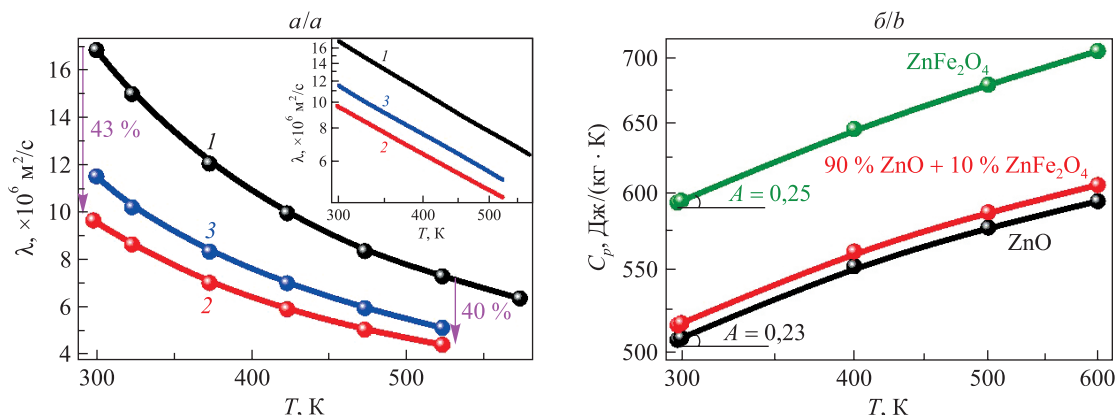 а/a
16
14
12
10
8
6
4
λ, ×10⁶ м²/с
300
400
500
T, К
43 %
40 %
1
3
2
16
14
12
10
8
6
λ, ×10⁶ м²/с
300
400
500
T, К
1
3
2
б/b
700
650
600
550
500
C_p, Дж/(кг · К)
300
400
500
600
T, К
ZnFe₂O₄
90 % ZnO + 10 % ZnFe₂O₄
A = 0,25
ZnO
A = 0,23